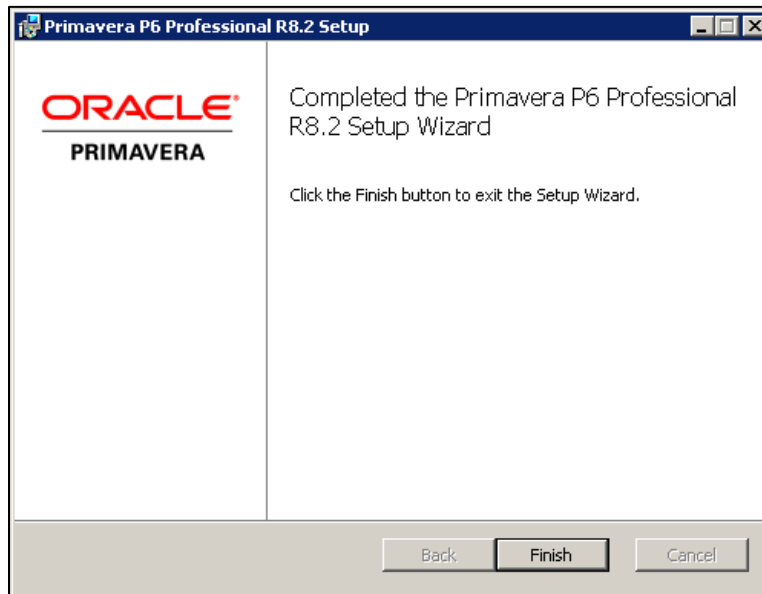 Primavera P6 Professional R8.2 Setup
ORACLE
PRIMAVERA
Completed the Primavera P6 Professional
R8.2 Setup Wizard
Click the Finish button to exit the Setup Wizard.
Back
Finish
Cancel